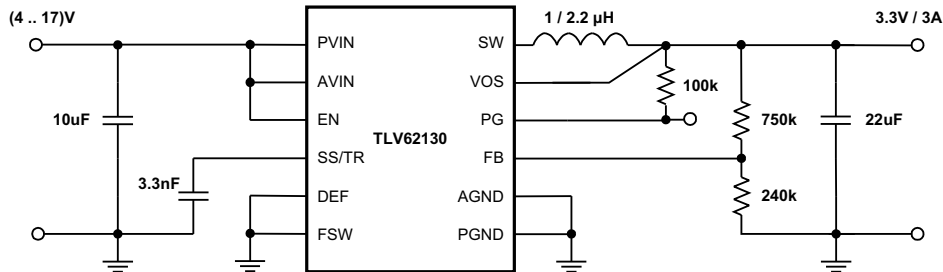 (4 .. 17)V
1 / 2.2 µH
3.3V / 3A
PVIN
SW
AVIN
VOS
100k
10uF
EN
PG
750k
22uF
TLV62130
SS/TR
FB
3.3nF
DEF
AGND
240k
FSW
PGND